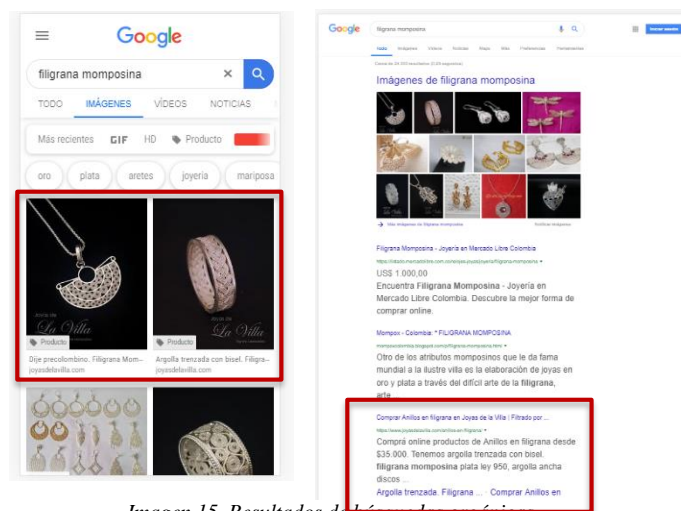 Google
filigrana momposina
TODO IMÁGENES VÍDEOS NOTICIAS
Más recientes GIF HD Producto
oro plata aretes joyería mariposa
La Villa
Producto
Dije precolombino. Filigrana Mom...
joyasdelavilla.com
La Villa
Producto
Argolla trenzada con bisel. Filigra...
joyasdelavilla.com
Google
filigrana momposina
Imágenes de filigrana momposina
Filigrana Momposina - Joyería en Mercado Libre Colombia
US$ 1.000,00
Encuentra Filigrana Momposina - Joyería en
Mercado Libre Colombia. Descubre la mejor forma de
comprar online.
Mompox - Colombia: * FILIGRANA MOMPOSINA
Otro de los atributos momposinos que le da fama
mundial a la ilustre villa es la elaboración de joyas en
oro y plata a través del difícil arte de la filigrana,
arte ...
Comprar Anillos en filigrana en Joyas de la Villa | Filtrado por ...
Comprá online productos de Anillos en filigrana desde
$35.000. Tenemos argolla trenzada con bisel.
filigrana momposina plata ley 950, argolla ancha
discos ...
Argolla trenzada. Filigrana ... · Comprar Anillos en
Imagen 15. Resultados de búsquedas orgánicas